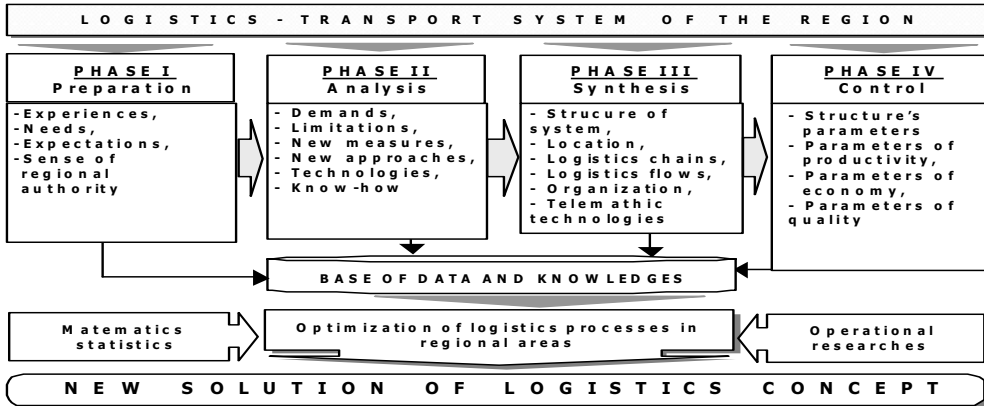 LOGISTICS-TRANSPORT SYSTEM OF THE REGION
PHASE I
Preparation
-Experiences,
-Needs,
-Expectations,
-Sense of
regional
authority
PHASE II
Analysis
- Demands,
- Limitations,
- New measures,
- New approaches,
- Technologies,
- Know-how
PHASE III
Synthesis
- Strucure of
system,
- Location,
- Logistics chains,
- Logistics flows,
- Organization,
- Telemathic
technologies
PHASE IV
Control
- Structure's
parameters
- Parameters of
productivity,
- Parameters of
economy,
- Parameters of
quality
BASE OF DATA AND KNOWLEDGES
Matematics
statistics
Optimization of logistics processes in
regional areas
Operational
researches
NEW SOLUTION OF LOGISTICS CONCEPT